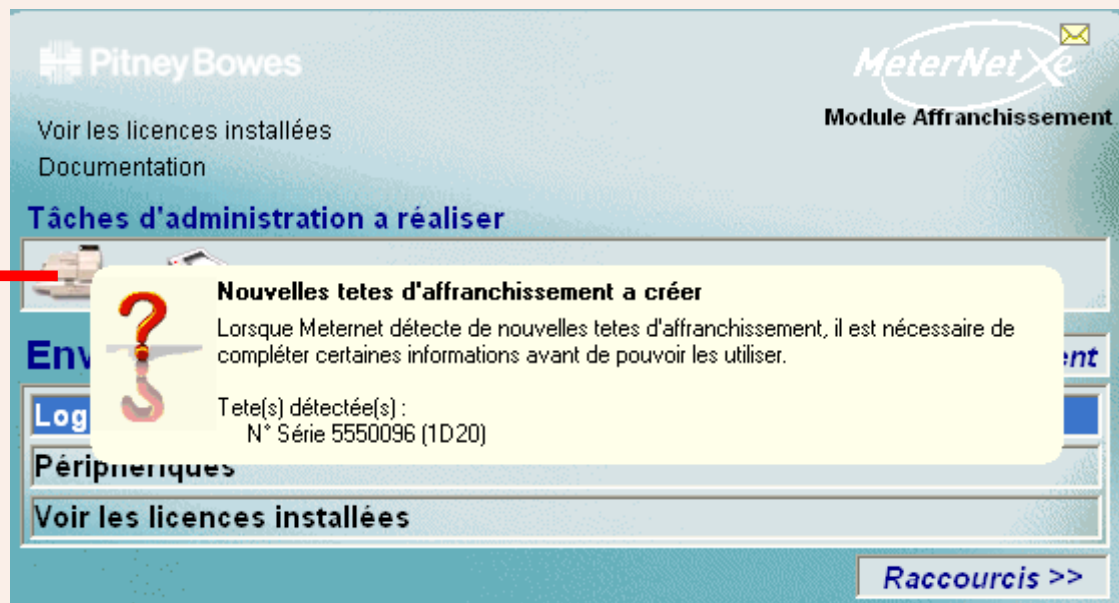 Pitney Bowes
MeterNet Xe
Module Affranchissement
Voir les licences installées
Documentation
Tâches d'administration a réaliser
Nouvelles tetes d'affranchissement a créer
Lorsque Meternet détecte de nouvelles tetes d'affranchissement, il est nécessaire de
compléter certaines informations avant de pouvoir les utiliser.
Tete(s) détectée(s) :
N° Série 5550096 (1D20)
Périphériques
Voir les licences installées
Raccourcis >>